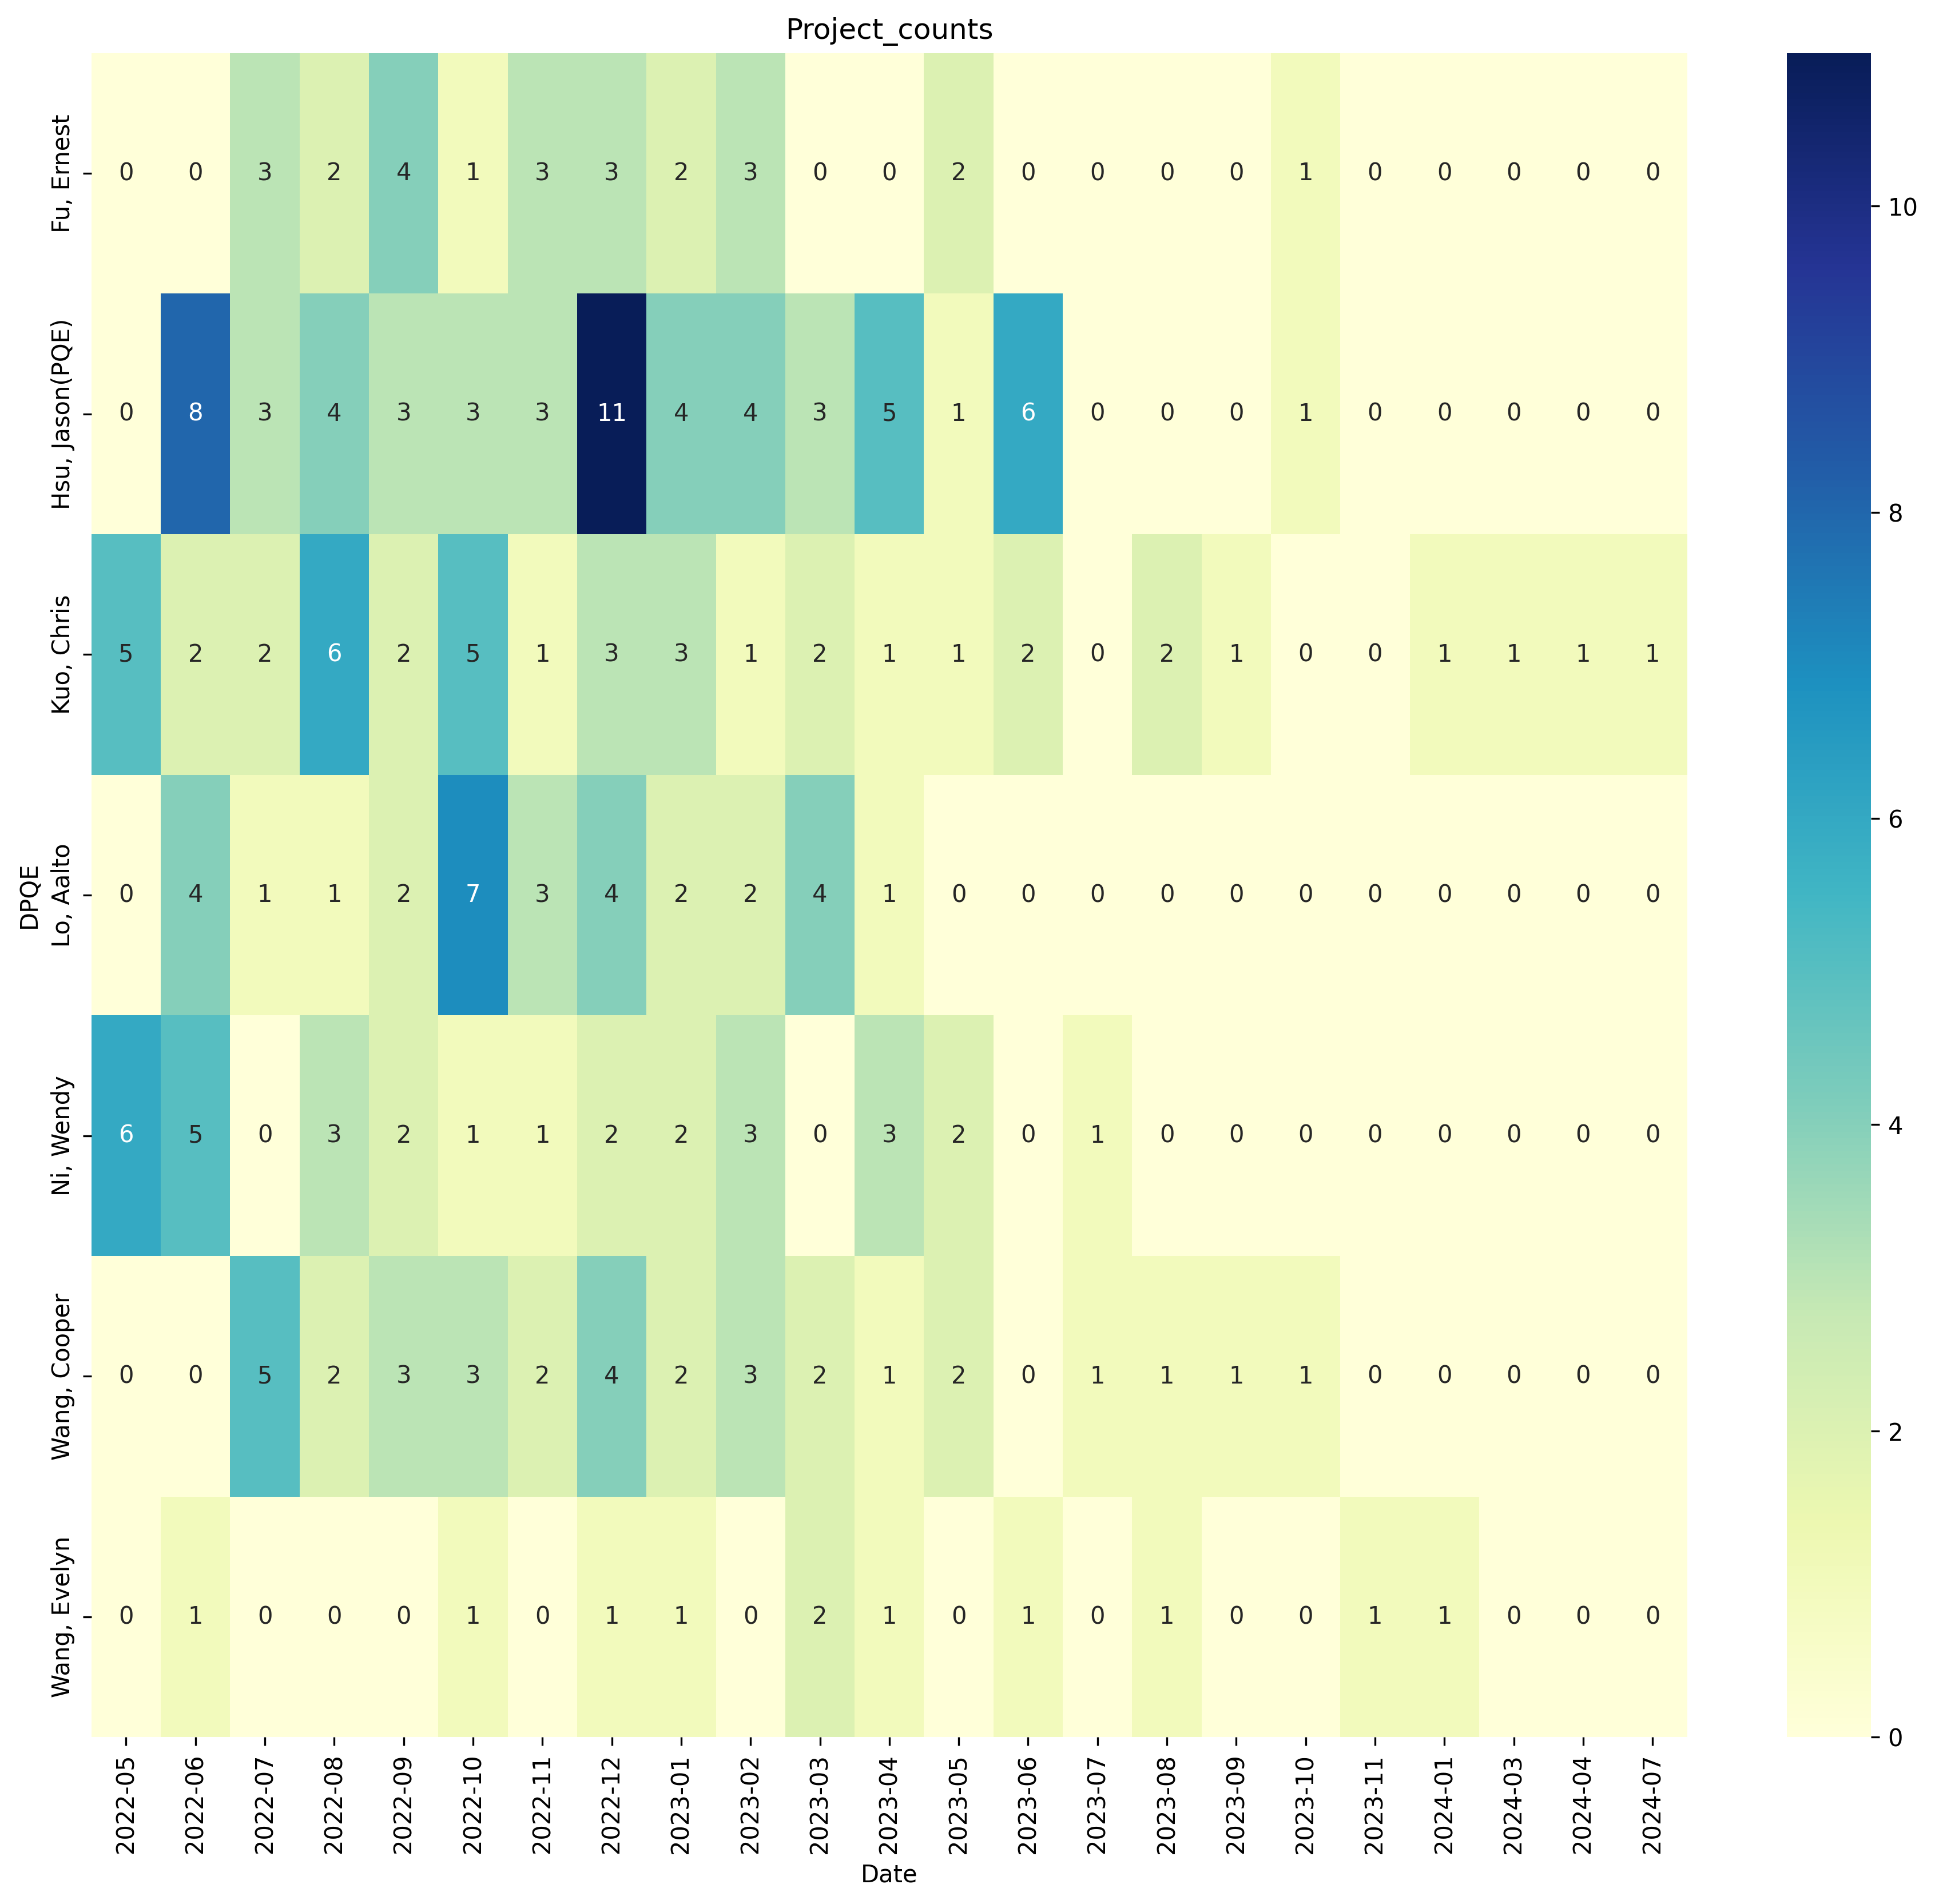 Project_counts
DPQE
Fu, Ernest
0 0 3 2 4 1 3 3 2 3 0 0 2 0 0 0 0 1 0 0 0 0 0
Hsu, Jason(PQE)
0 8 3 4 3 3 3 11 4 4 3 5 1 6 0 0 0 1 0 0 0 0 0
Kuo, Chris
5 2 2 6 2 5 1 3 3 1 2 1 1 2 0 2 1 0 0 1 1 1 1
Lo, Aalto
0 4 1 1 2 7 3 4 2 2 4 1 0 0 0 0 0 0 0 0 0 0 0
Ni, Wendy
6 5 0 3 2 1 1 2 2 3 0 3 2 0 1 0 0 0 0 0 0 0 0
Wang, Cooper
0 0 5 2 3 3 2 4 2 3 2 1 2 0 1 1 1 1 0 0 0 0 0
Wang, Evelyn
0 1 0 0 0 1 0 1 1 0 2 1 0 1 0 1 0 0 1 1 0 0 0
2022-05 2022-06 2022-07 2022-08 2022-09 2022-10 2022-11 2022-12 2023-01 2023-02 2023-03 2023-04 2023-05 2023-06 2023-07 2023-08 2023-09 2023-10 2023-11 2024-01 2024-03 2024-04 2024-07
Date
10
8
6
4
2
0